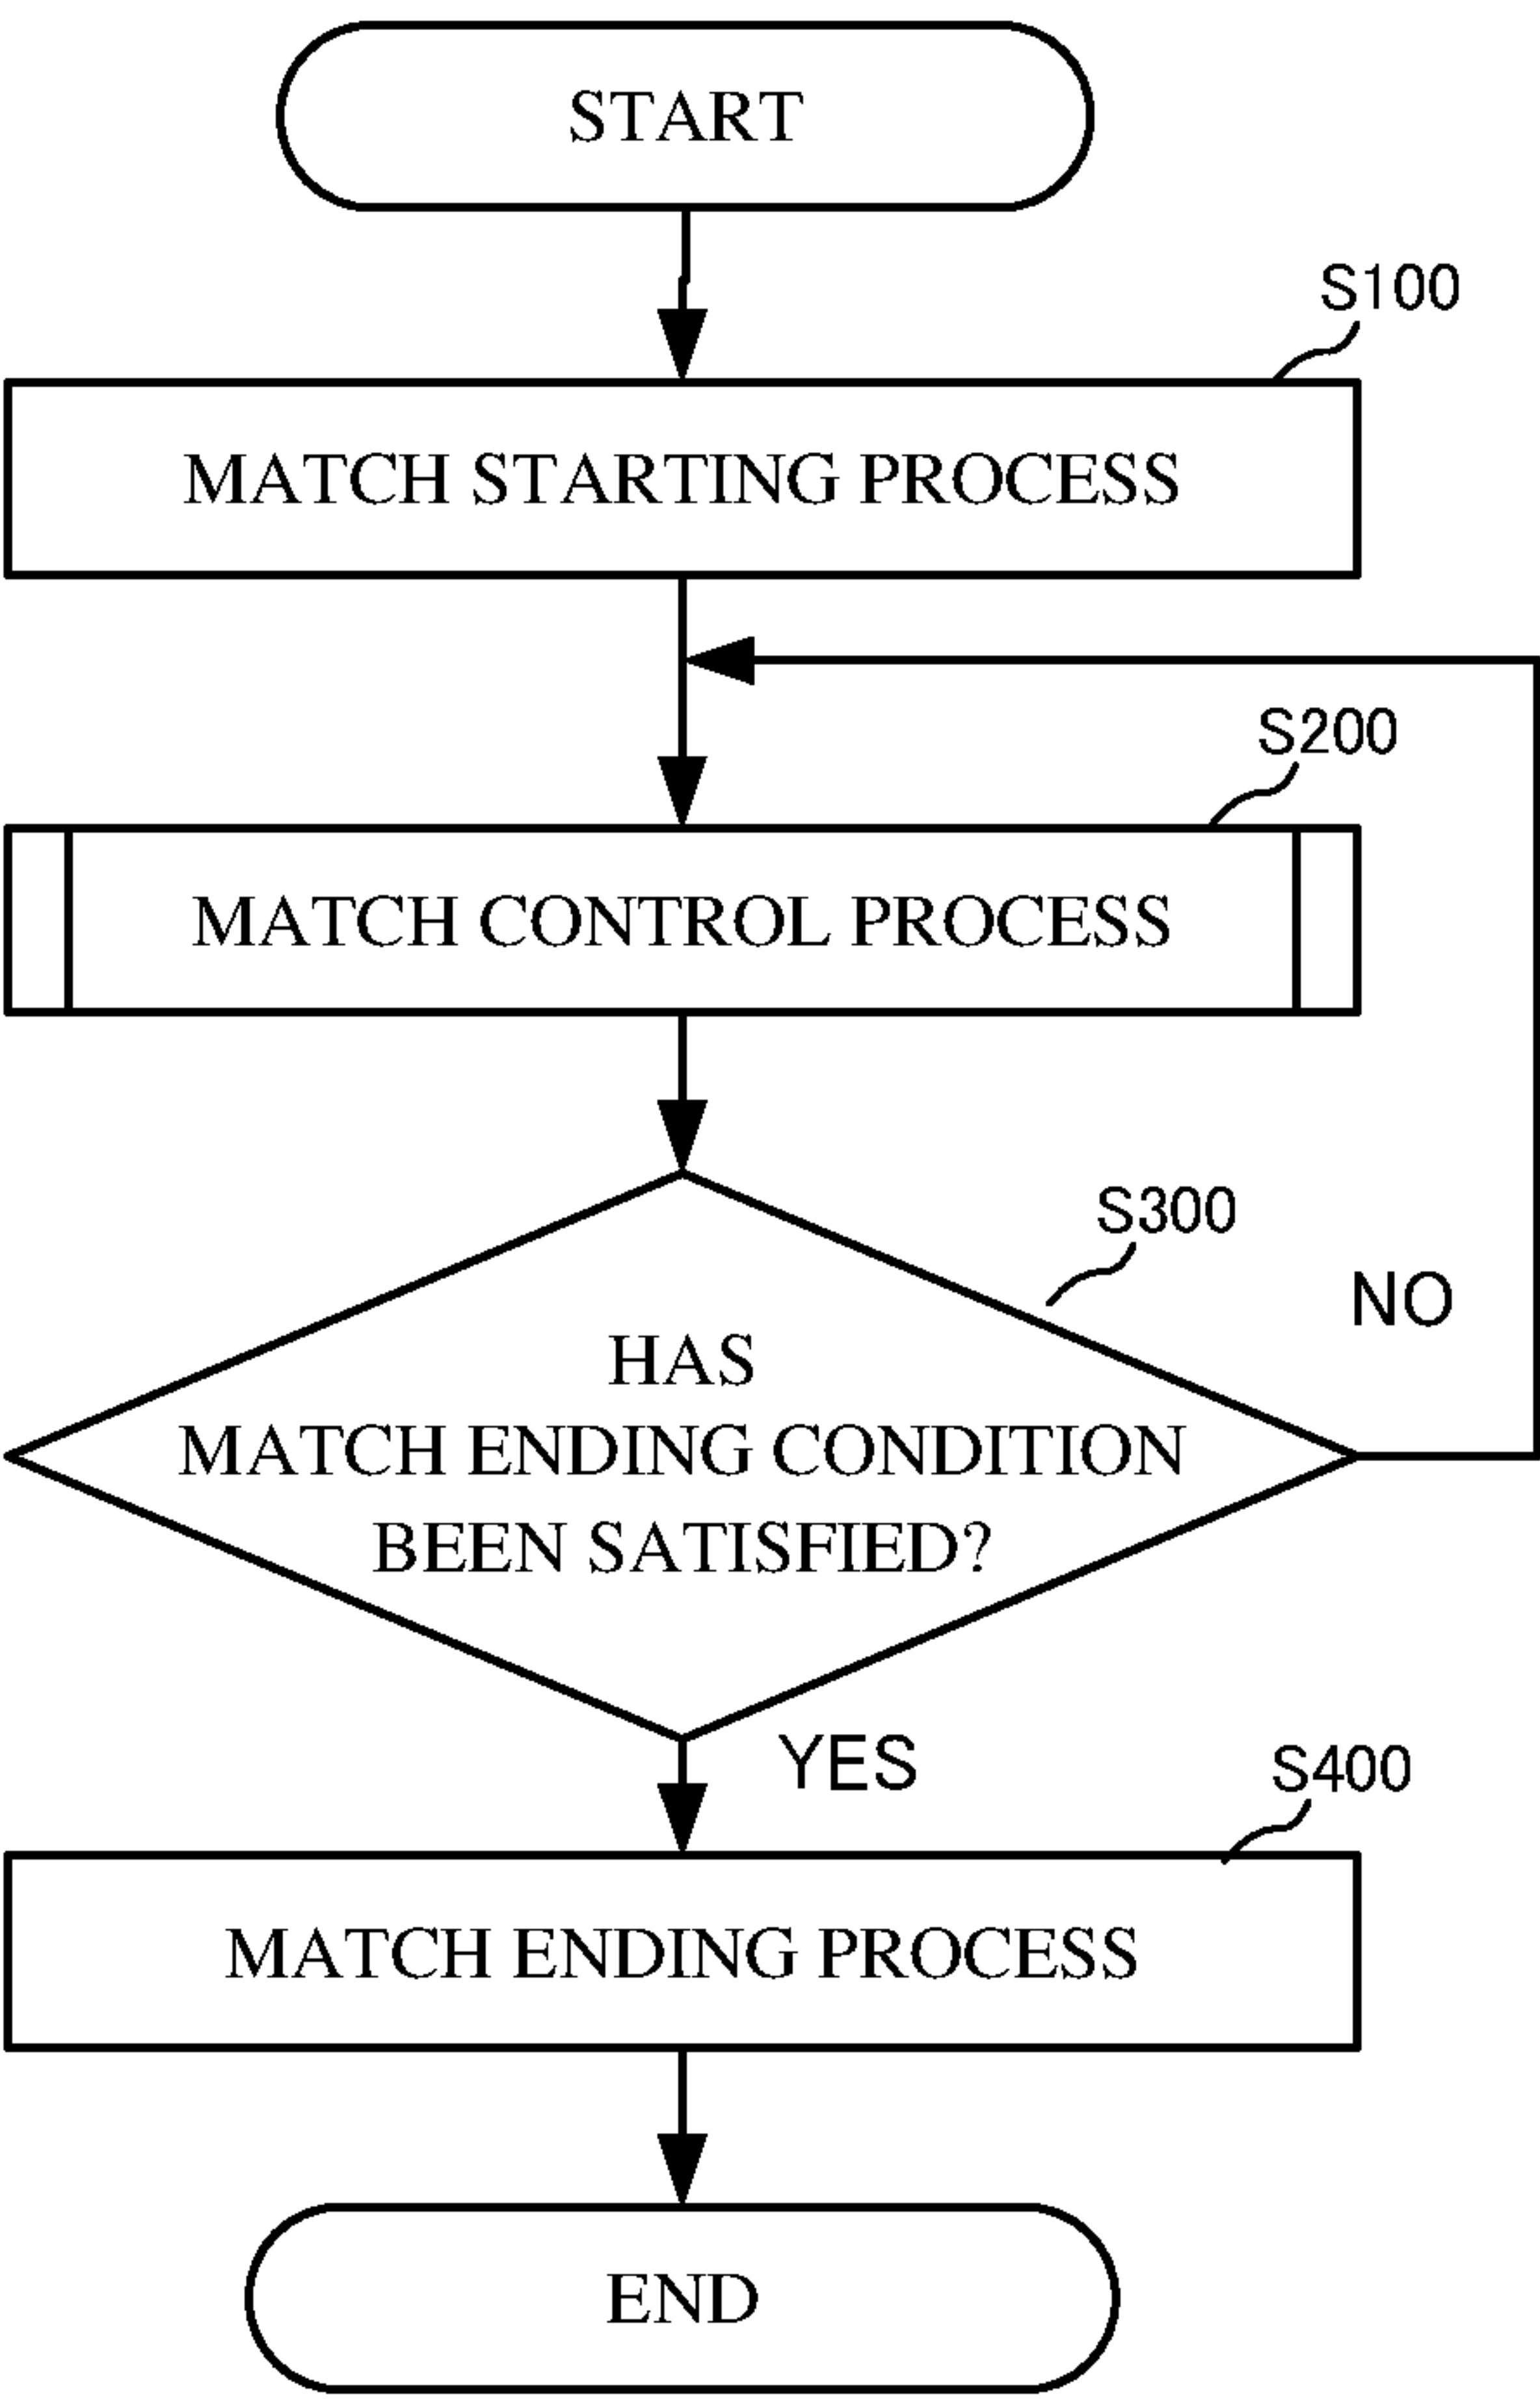 START
S100
MATCH STARTING PROCESS
S200
MATCH CONTROL PROCESS
S300
NO
HAS
MATCH ENDING CONDITION
BEEN SATISFIED?
YES
S400
MATCH ENDING PROCESS
END